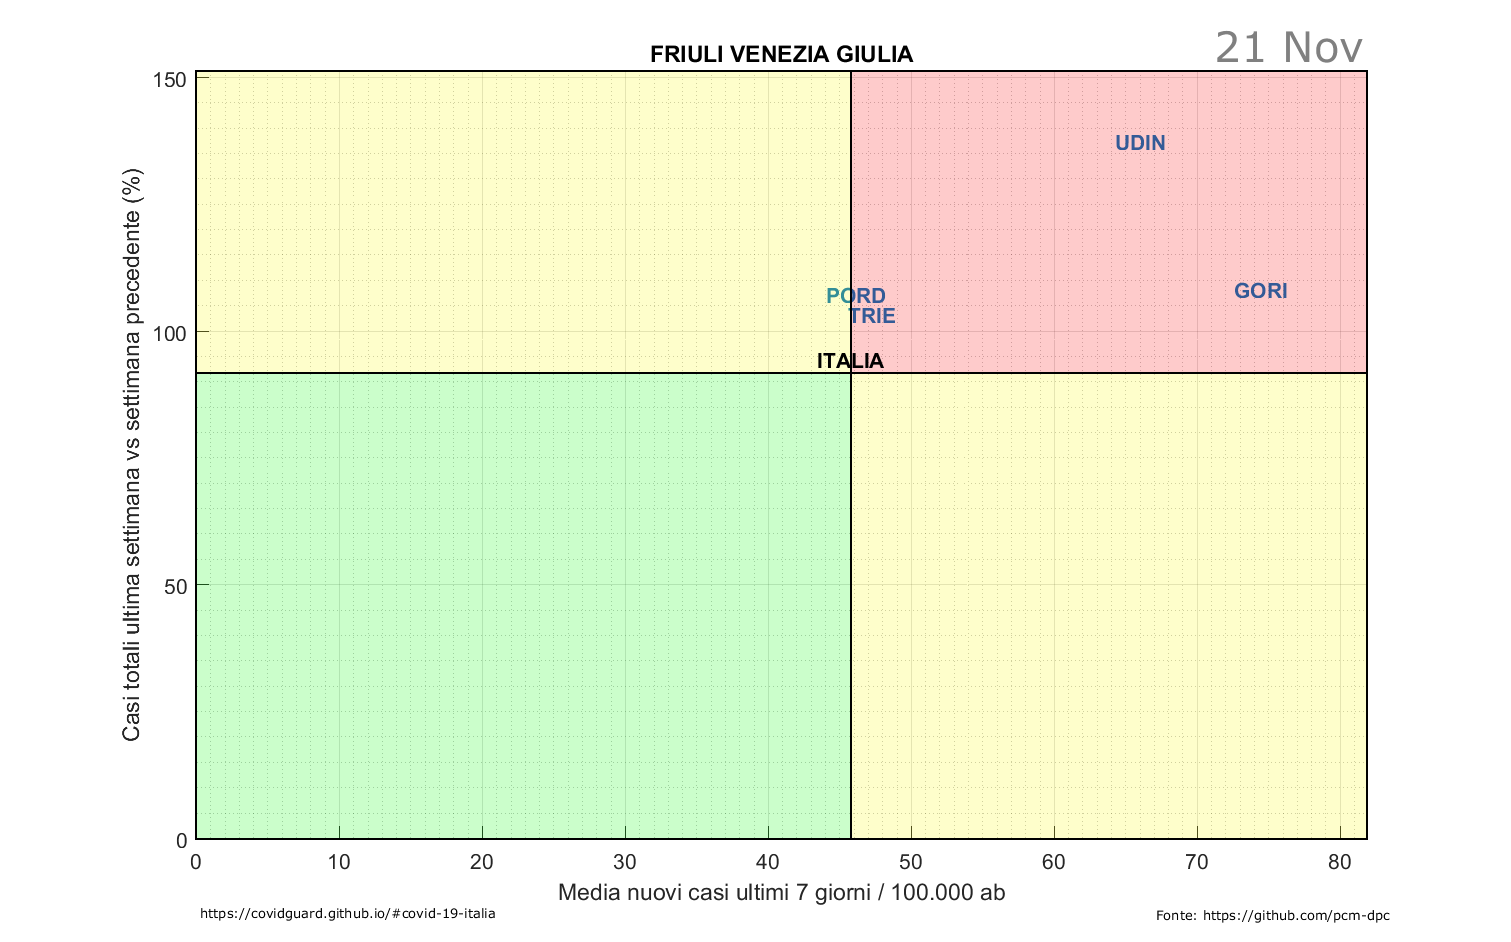 FRIULI VENEZIA GIULIA
21 Nov
Casi totali ultima settimana vs settimana precedente (%)
150
100
50
0
UDIN
GORI
PORD
TRIE
ITALIA
0 10 20 30 40 50 60 70 80
Media nuovi casi ultimi 7 giorni / 100.000 ab
https://covidguard.github.io/#covid-19-italia
Fonte: https://github.com/pcm-dpc